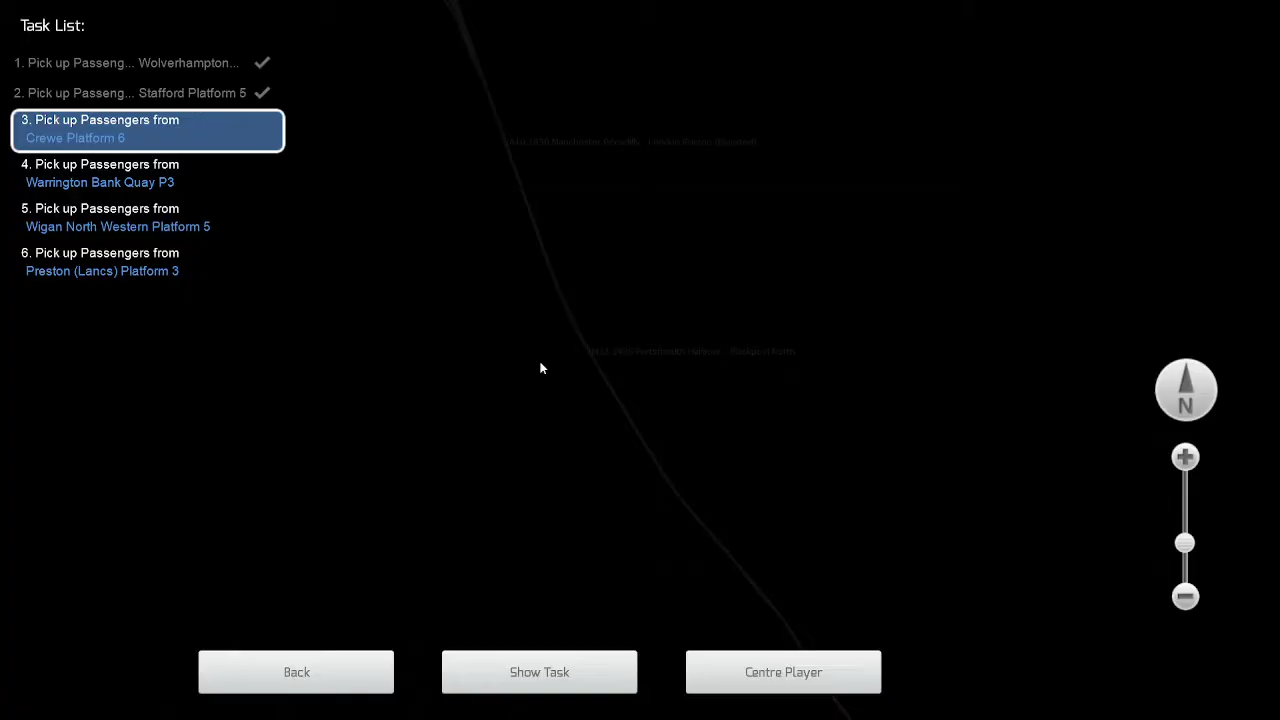 Task List:
1. Pick up Passeng... Wolverhampton...
2. Pick up Passeng... Stafford Platform 5
3. Pick up Passengers from
Crewe Platform 6
4. Pick up Passengers from
Warrington Bank Quay P3
5. Pick up Passengers from
Wigan North Western Platform 5
6. Pick up Passengers from
Preston (Lancs) Platform 3
N
Back
Show Task
Centre Player